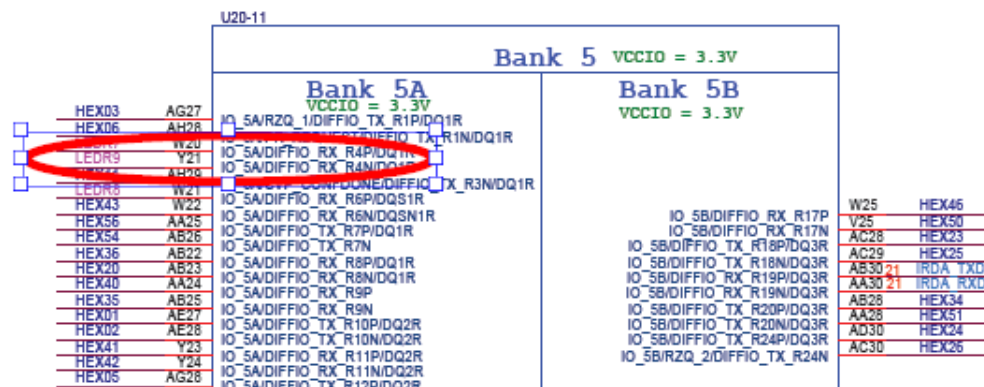 U20-11
Bank 5 VCCIO = 3.3V
Bank 5A
VCCIO = 3.3V
Bank 5B
VCCIO = 3.3V
HEX03 AG27 IO_5A/RZQ_1/DIFFIO_TX_R1P/DQ1R
HEX06 AH28
W20 IO_5A/DIFFIO_RX_R4P/DQ1R
LEDR9 Y21 IO_5A/DIFFIO_RX_R4N/DQ1R
LEDR8 W21 IO_5A/DIFFIO_RX_R6P/DQS1R
HEX43 W22 IO_5A/DIFFIO_RX_R6N/DQSN1R
HEX56 AA25 IO_5A/DIFFIO_TX_R7P/DQ1R
HEX54 AB26 IO_5A/DIFFIO_TX_R7N
HEX36 AB22 IO_5A/DIFFIO_RX_R8P/DQ1R
HEX20 AB23 IO_5A/DIFFIO_RX_R8N/DQ1R
HEX40 AA24 IO_5A/DIFFIO_RX_R9P
HEX35 AB25 IO_5A/DIFFIO_RX_R9N
HEX01 AE27 IO_5A/DIFFIO_TX_R10P/DQ2R
HEX02 AE28 IO_5A/DIFFIO_TX_R10N/DQ2R
HEX41 Y23 IO_5A/DIFFIO_RX_R11P/DQ2R
HEX42 Y24 IO_5A/DIFFIO_RX_R11N/DQ2R
HEX05 AG28 IO_5A/DIFFIO_TX_R12P/DQ2R
IO_5B/DIFFIO_RX_R17P W25 HEX46
IO_5B/DIFFIO_RX_R17N V25 HEX50
IO_5B/DIFFIO_TX_R18P/DQ3R AC28 HEX23
IO_5B/DIFFIO_TX_R18N/DQ3R AC29 HEX25
IO_5B/DIFFIO_RX_R19P/DQ3R AB30 21 IRDA_TXD
IO_5B/DIFFIO_RX_R19N/DQ3R AA30 21 IRDA_RXD
IO_5B/DIFFIO_TX_R20P/DQ3R AB28 HEX34
IO_5B/DIFFIO_TX_R20N/DQ3R AA28 HEX51
IO_5B/DIFFIO_TX_R24P/DQ3R AD30 HEX24
IO_5B/RZQ_2/DIFFIO_TX_R24N AC30 HEX26